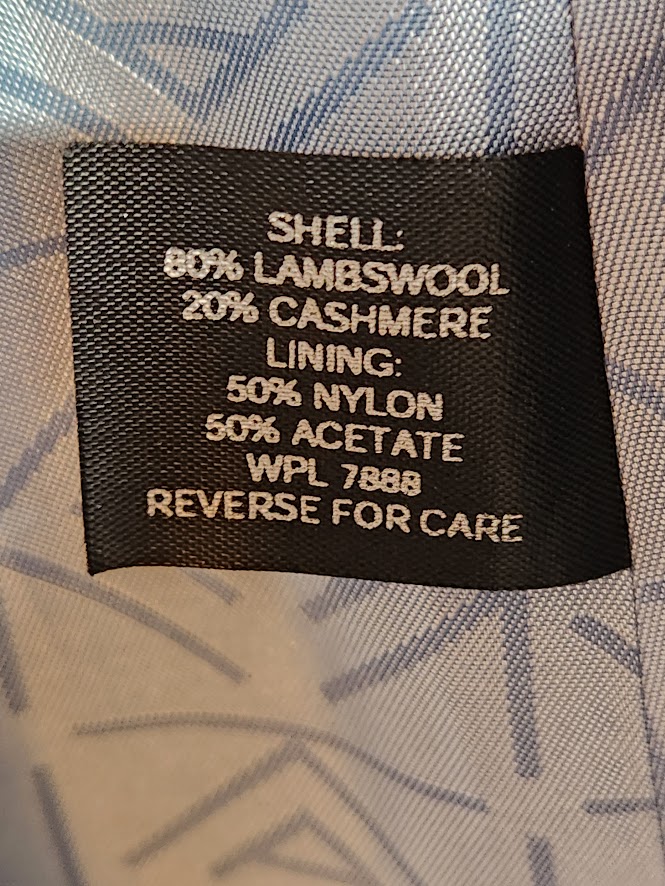 SHELL:
80% LAMBSWOOL
20% CASHMERE
LINING:
50% NYLON
50% ACETATE
WPL 7888
REVERSE FOR CARE